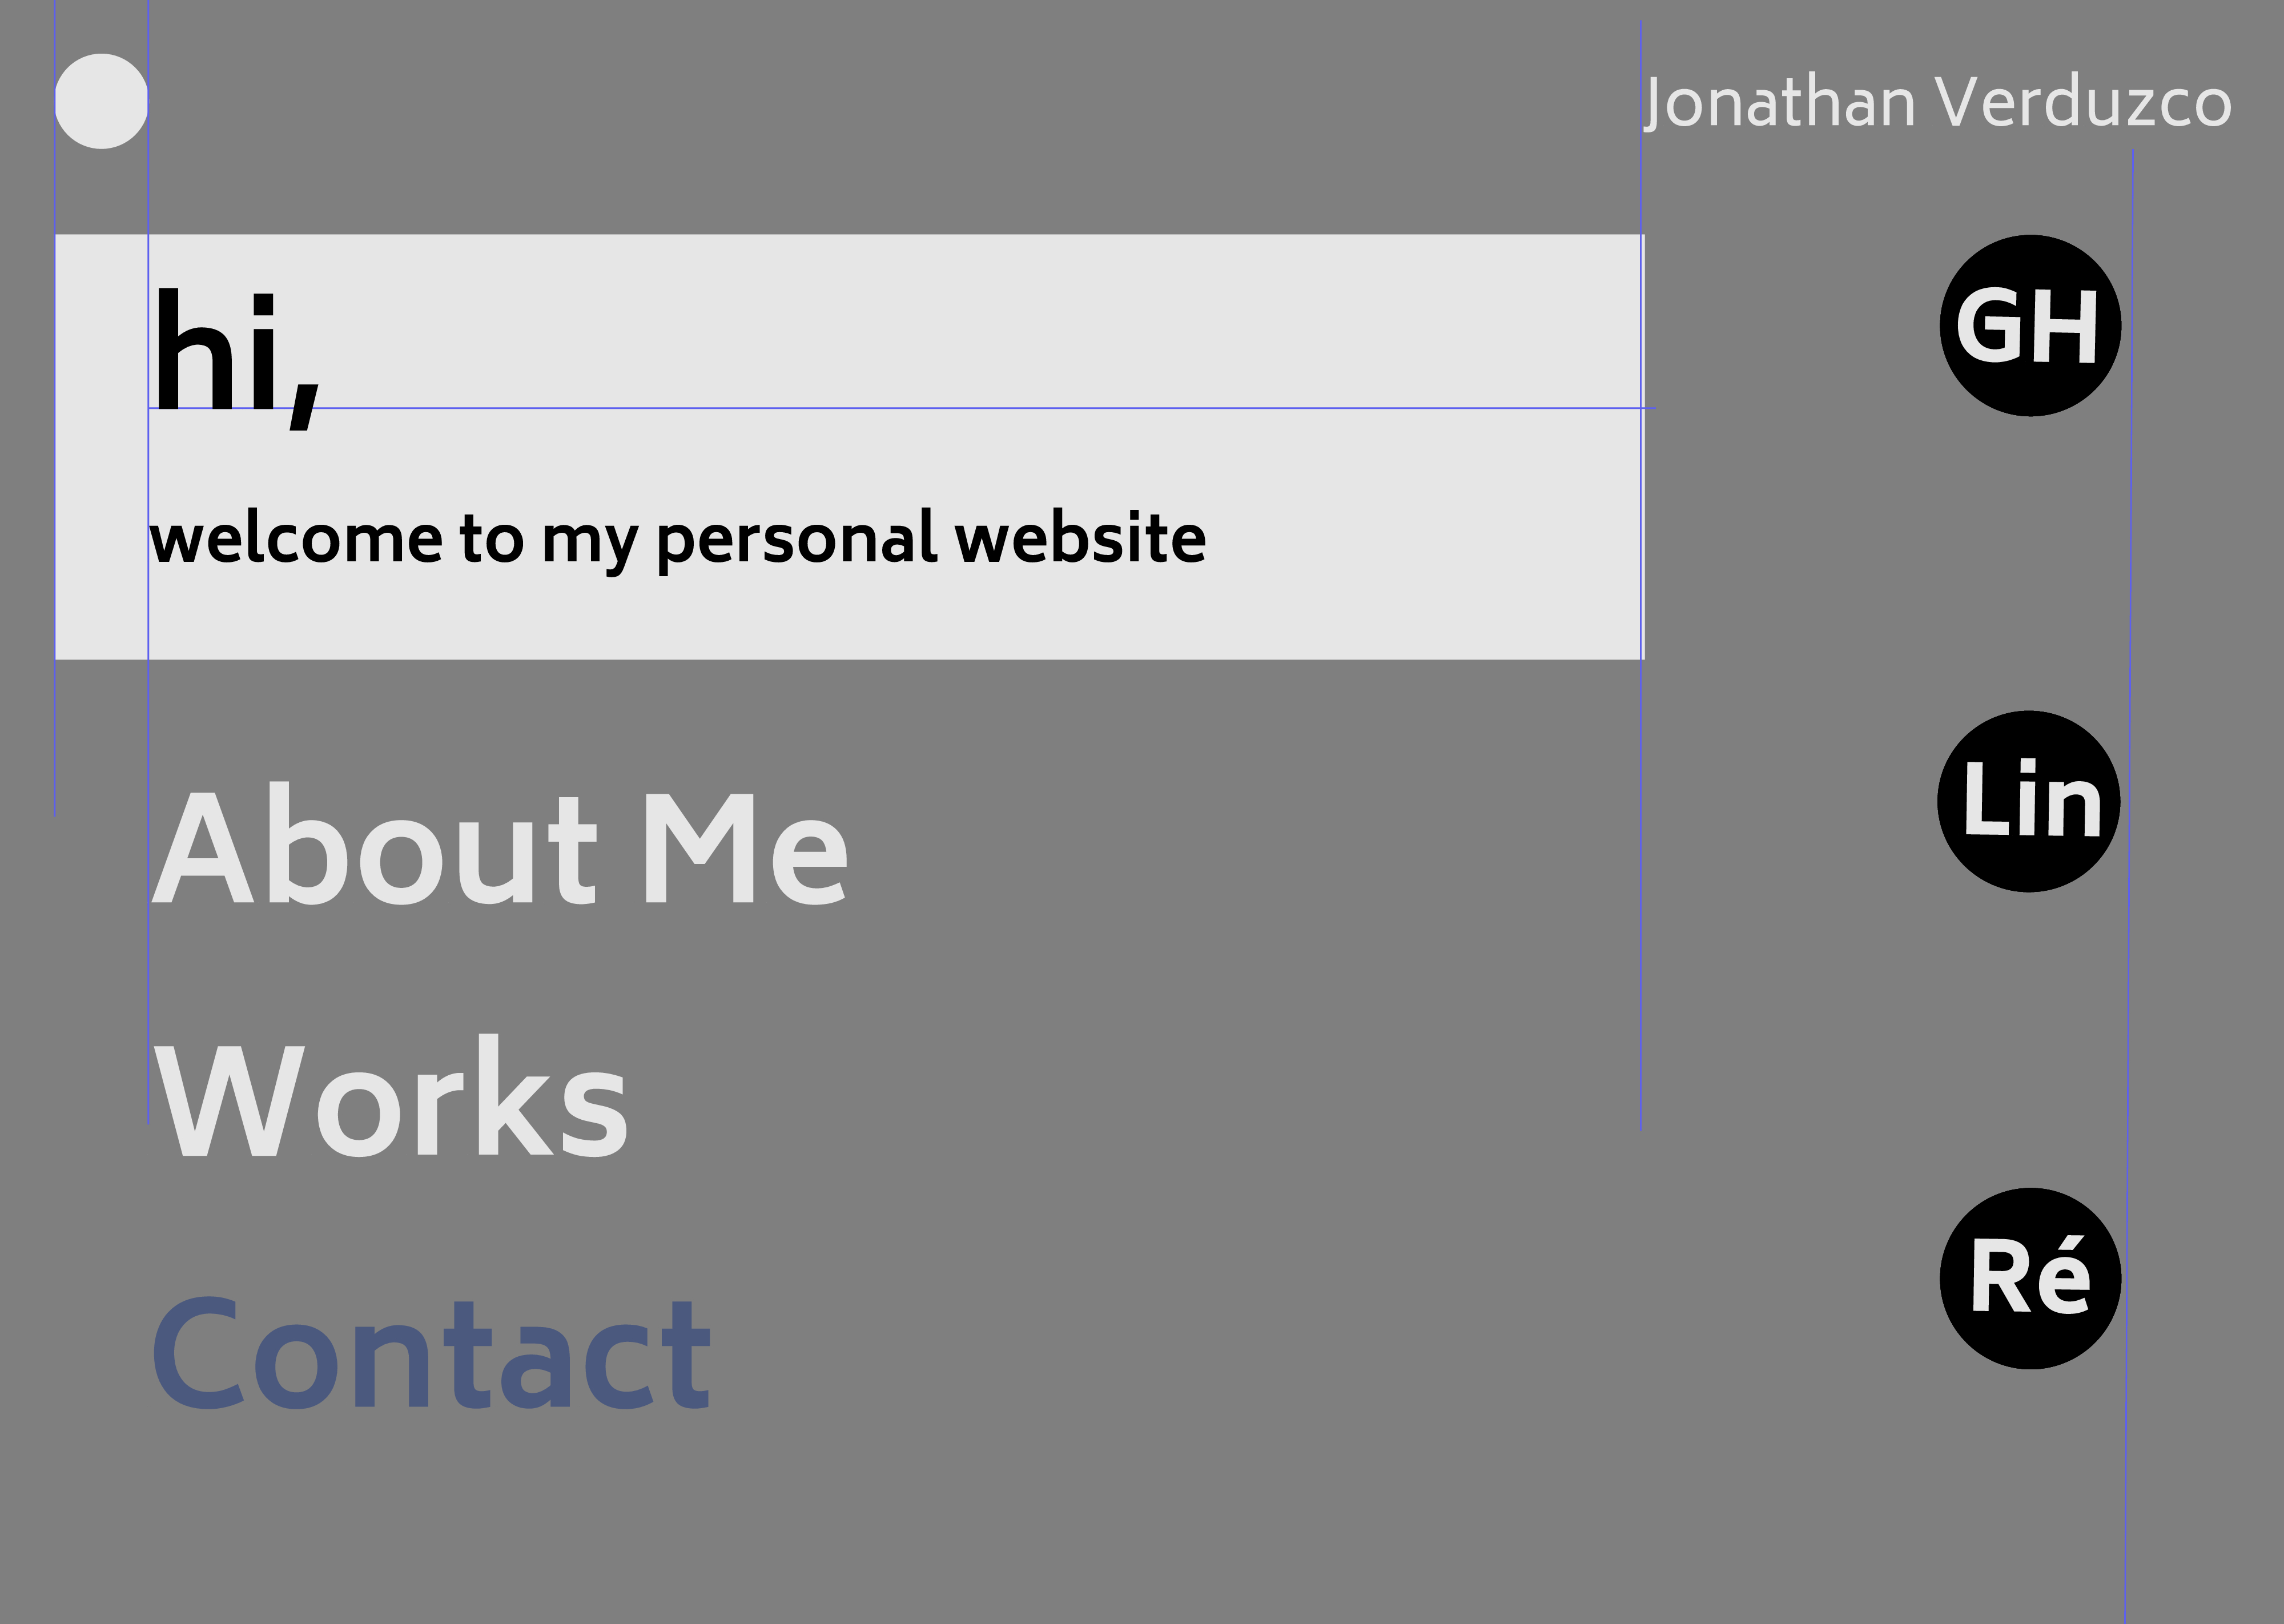 Jonathan Verduzco
hi,
welcome to my personal website
GH
About Me
Lin
Works
Contact
Ré